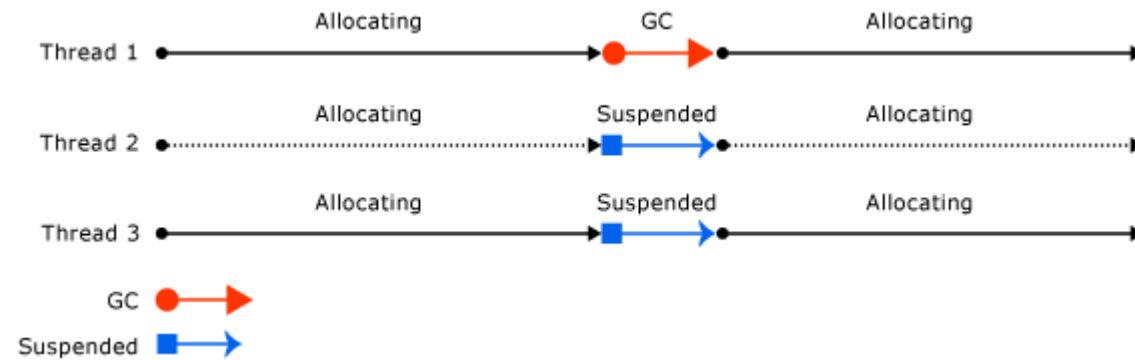 Allocating GC Allocating
Thread 1
Allocating Suspended Allocating
Thread 2
Allocating Suspended Allocating
Thread 3
GC
Suspended